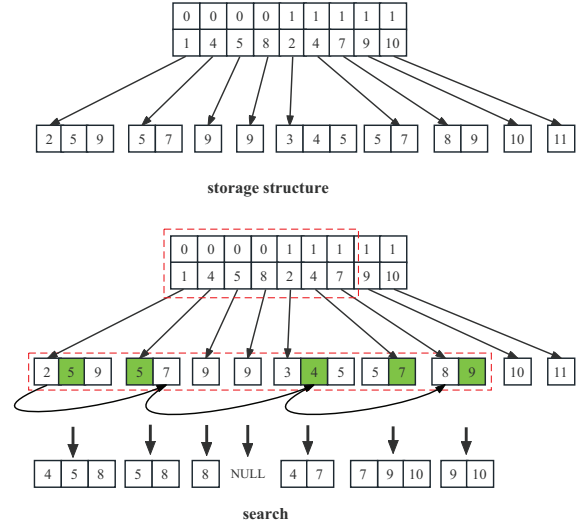 0 0 0 0 1 1 1 1 1
1 4 5 8 2 4 7 9 10
2 5 9 5 7 9 9 3 4 5 5 7 8 9 10 11
storage structure
0 0 0 0 1 1 1 1 1
1 4 5 8 2 4 7 9 10
2 5 9 5 7 9 9 3 4 5 5 7 8 9 10 11
4 5 8 5 8 8 NULL 4 7 7 9 10 9 10
search